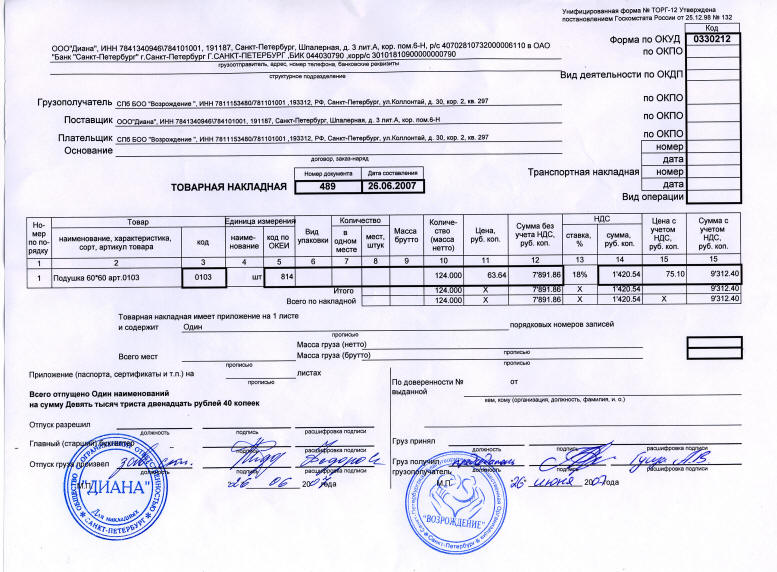 Унифицированная форма № ТОРГ-12 Утверждена
постановлением Госкомстата России от 25.12.98 № 132
Код
Форма по ОКУД 0330212
ООО"Диана", ИНН 7841340946\784101001, 191187, Санкт-Петербург, Шпалерная, д. 3 лит.А, кор. пом.6-Н, р/с 40702810732000006110 в ОАО
"Банк "Санкт-Петербург" г.Санкт-Петербург Г.САНКТ-ПЕТЕРБУРГ ,БИК 044030790 ,корр/с 30101810900000000790
по ОКПО
грузоотправитель, адрес, номер телефона, банковские реквизиты
структурное подразделение
Вид деятельности по ОКДП
Грузополучатель СПб БОО "Возрождение ", ИНН 7811153480/781101001 ,193312, РФ, Санкт-Петербург, ул.Коллонтай, д. 30, кор. 2, кв. 297
по ОКПО
Поставщик ООО"Диана", ИНН 7841340946\784101001, 191187, Санкт-Петербург, Шпалерная, д. 3 лит.А, кор. пом.6-Н
по ОКПО
Плательщик СПб БОО "Возрождение ", ИНН 7811153480/781101001 ,193312, РФ, Санкт-Петербург, ул.Коллонтай, д. 30, кор. 2, кв. 297
по ОКПО
Основание
договор, заказ-наряд
номер
дата
Транспортная накладная номер
дата
Вид операции
Номер документа Дата составления
ТОВАРНАЯ НАКЛАДНАЯ 489 26.06.2007
Но-
мер
по по-
рядку
Товар
наименование, характеристика,
сорт, артикул товара
код
Единица измерения
наиме-
нование
код по
ОКЕИ
Вид
упаковки
Количество
в
одном
месте
мест,
штук
Масса
брутто
Количе-
ство
(масса
нетто)
Цена,
руб. коп.
Сумма без
учета НДС,
руб. коп.
НДС
ставка,
%
сумма,
руб. коп.
Цена с
учетом
НДС,
руб. коп.
Сумма с
учетом
НДС,
руб. коп.
1 2 3 4 5 6 7 8 9 10 11 12 13 14 15 15
1 Подушка 60*60 арт.0103 0103 шт 814 124.000 63.64 7'891.86 18% 1'420.54 75.10 9'312.40
Итого 124.000 X 7'891.86 X 1'420.54 X 9'312.40
Всего по накладной 124.000 X 7'891.86 X 1'420.54 X 9'312.40
Товарная накладная имеет приложение на 1 листе
и содержит Один порядковых номеров записей
прописью
Масса груза (нетто)
прописью
Всего мест Масса груза (брутто)
прописью прописью
Приложение (паспорта, сертификаты и т.п.) на листах
прописью
По доверенности № от
выданной
кем, кому (организация, должность, фамилия, и. о.)
Всего отпущено Один наименований
на сумму Девять тысяч триста двенадцать рублей 40 копеек
Отпуск разрешил
должность подпись расшифровка подписи
Главный (старший)
подпись расшифровка подписи
Отпуск груза произвел
должность подпись расшифровка подписи
М.П. 26 06 2007 года
Груз принял
должность подпись расшифровка подписи
Груз получил
грузополучатель
должность подпись расшифровка подписи
М.П. 26 июня 2007 года
"ДИАНА"
Для накладных
САНКТ-ПЕТЕРБУРГ
"ВОЗРОЖДЕНИЕ"